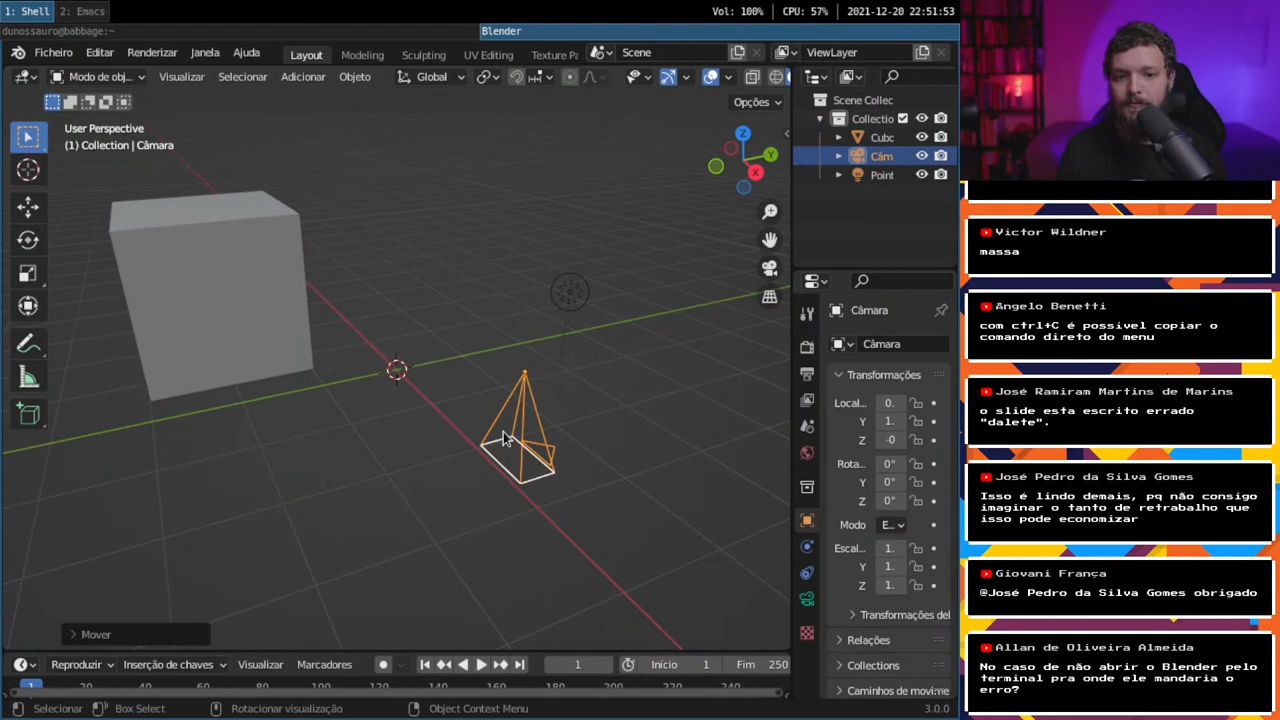 1: Shell 2: Emacs Vol: 100% CPU: 57% 2021-12-20 21:51:53
dunossauro@babbage:~ Blender
Ficheiro Editar Renderizar Janela Ajuda Layout Modeling Sculpting UV Editing Texture Pa Scene ViewLayer
Modo de obj... Visualizar Selecionar Adicionar Objeto Global
Opções
User Perspective
(1) Collection | Câmara
Z
Y
X
Scene Collec
Collectio
Cubc
Câm
Point
Câmara
Câmara
Transformações
Local 0.
Y 1.
Z -0
Rota 0°
Y 0°
Z 0°
Modo E..
Escal 1.
Y 1.
Z 1.
Transformações del
Relações
Collections
Caminhos de movime
Mover
Reproduzir Inserção de chaves Visualizar Marcadores 1 Início 1 Fim 250
1 20 40 60 80 100 120 140 160 180 200 220 240
Selecionar Box Select Rotacionar visualização Object Context Menu 3.0.0
Victor Wildner
massa
Angelo Benetti
com ctrl+C é possivel copiar o
comando direto do menu
José Ramiram Martins de Marins
o slide esta escrito errado
"dalete".
José Pedro da Silva Gomes
Isso é lindo demais, pq não consigo
imaginar o tanto de retrabalho que
isso pode economizar
Giovani França
@José Pedro da Silva Gomes obrigado
Allan de Oliveira Almeida
No caso de não abrir o Blender pelo
terminal pra onde ele mandaria o
erro?